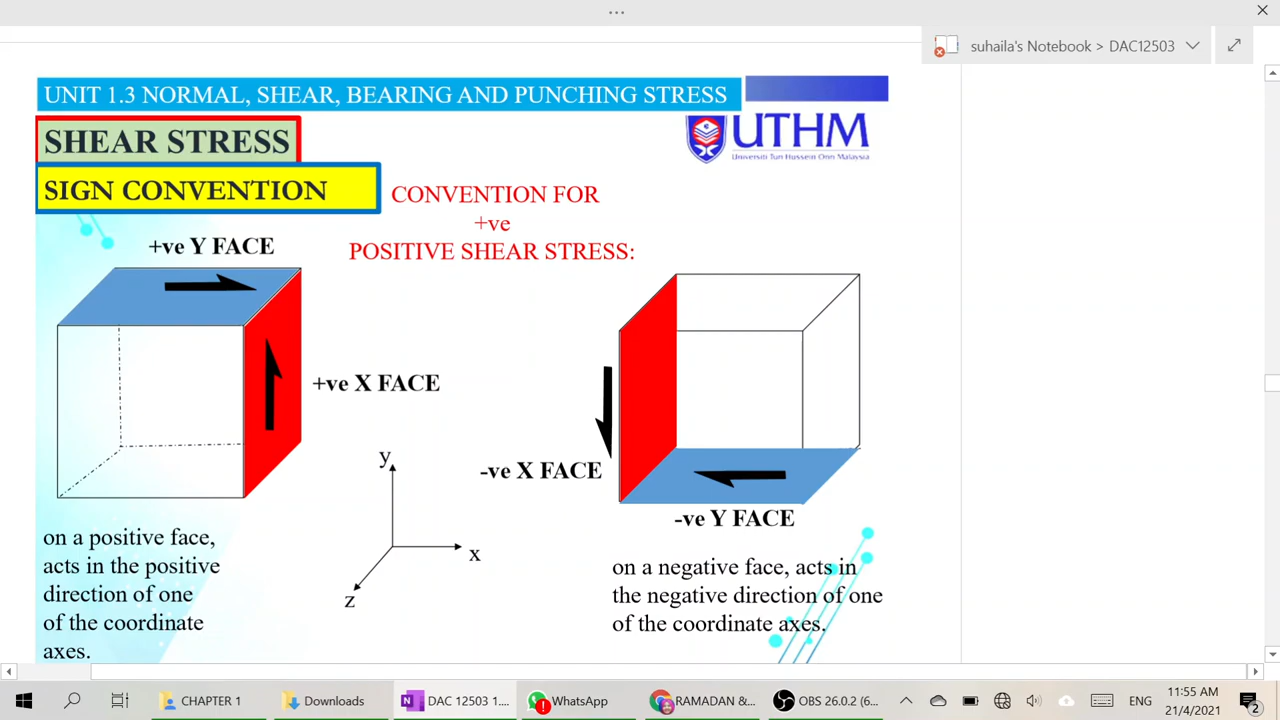 suhaila's Notebook > DAC12503
UNIT 1.3 NORMAL, SHEAR, BEARING AND PUNCHING STRESS
SHEAR STRESS
UTHM
Universiti Tun Hussein Onn Malaysia
SIGN CONVENTION
CONVENTION FOR
+ve
POSITIVE SHEAR STRESS:
+ve Y FACE
+ve X FACE
-ve X FACE
-ve Y FACE
y
x
z
on a positive face,
acts in the positive
direction of one
of the coordinate
axes.
on a negative face, acts in
the negative direction of one
of the coordinate axes.
CHAPTER 1
Downloads
DAC 12503 1....
WhatsApp
RAMADAN &...
OBS 26.0.2 (6...
ENG
11:55 AM
21/4/2021
2